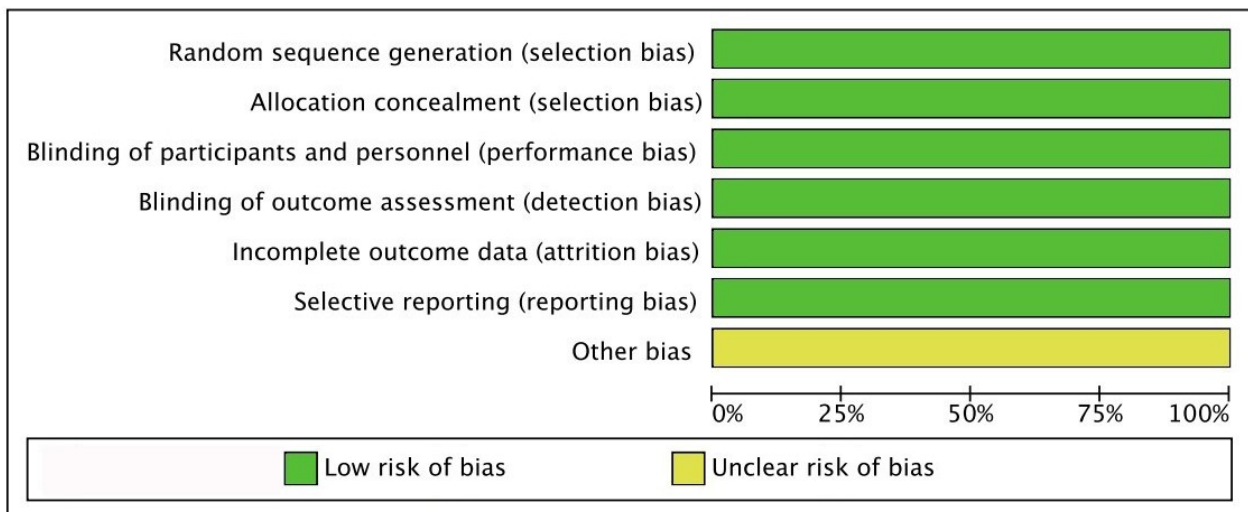 Random sequence generation (selection bias)
Allocation concealment (selection bias)
Blinding of participants and personnel (performance bias)
Blinding of outcome assessment (detection bias)
Incomplete outcome data (attrition bias)
Selective reporting (reporting bias)
Other bias
0% 25% 50% 75% 100%
Low risk of bias Unclear risk of bias